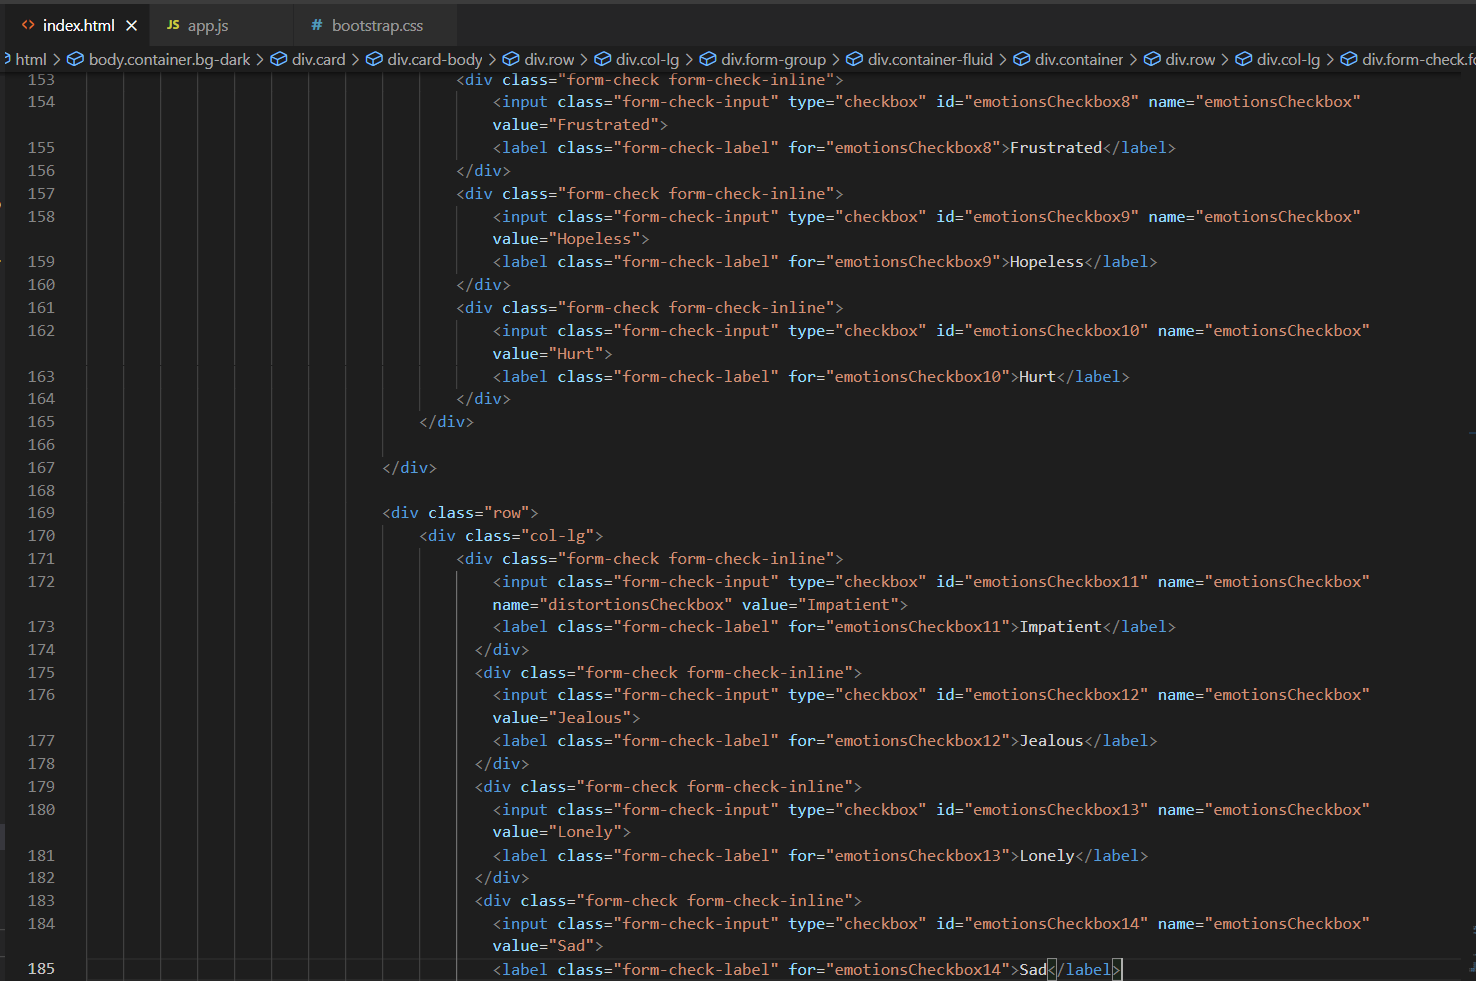 <> index.html × JS app.js # bootstrap.css
html > body.container.bg-dark > div.card > div.card-body > div.row > div.col-lg > div.form-group > div.container-fluid > div.container > div.row > div.col-lg > div.form-check.fo
153 <div class="form-check form-check-inline">
154 <input class="form-check-input" type="checkbox" id="emotionsCheckbox8" name="emotionsCheckbox"
value="Frustrated">
155 <label class="form-check-label" for="emotionsCheckbox8">Frustrated</label>
156 </div>
157 <div class="form-check form-check-inline">
158 <input class="form-check-input" type="checkbox" id="emotionsCheckbox9" name="emotionsCheckbox"
value="Hopeless">
159 <label class="form-check-label" for="emotionsCheckbox9">Hopeless</label>
160 </div>
161 <div class="form-check form-check-inline">
162 <input class="form-check-input" type="checkbox" id="emotionsCheckbox10" name="emotionsCheckbox"
value="Hurt">
163 <label class="form-check-label" for="emotionsCheckbox10">Hurt</label>
164 </div>
165 </div>
166
167 </div>
168
169 <div class="row">
170 <div class="col-lg">
171 <div class="form-check form-check-inline">
172 <input class="form-check-input" type="checkbox" id="emotionsCheckbox11" name="emotionsCheckbox"
name="distortionsCheckbox" value="Impatient">
173 <label class="form-check-label" for="emotionsCheckbox11">Impatient</label>
174 </div>
175 <div class="form-check form-check-inline">
176 <input class="form-check-input" type="checkbox" id="emotionsCheckbox12" name="emotionsCheckbox"
value="Jealous">
177 <label class="form-check-label" for="emotionsCheckbox12">Jealous</label>
178 </div>
179 <div class="form-check form-check-inline">
180 <input class="form-check-input" type="checkbox" id="emotionsCheckbox13" name="emotionsCheckbox"
value="Lonely">
181 <label class="form-check-label" for="emotionsCheckbox13">Lonely</label>
182 </div>
183 <div class="form-check form-check-inline">
184 <input class="form-check-input" type="checkbox" id="emotionsCheckbox14" name="emotionsCheckbox"
value="Sad">
185 <label class="form-check-label" for="emotionsCheckbox14">Sad</label>